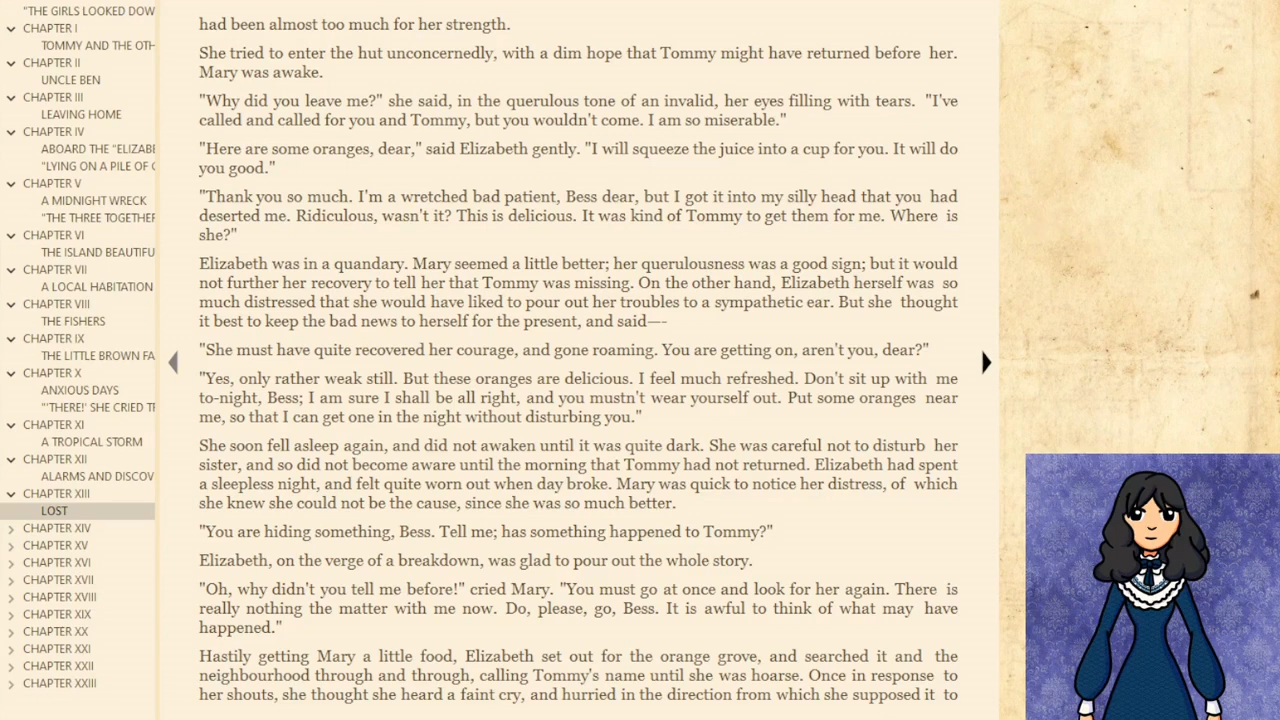 "THE GIRLS LOOKED DOW
CHAPTER I
TOMMY AND THE OTH
CHAPTER II
UNCLE BEN
CHAPTER III
LEAVING HOME
CHAPTER IV
ABOARD THE "ELIZABE
"LYING ON A PILE OF
CHAPTER V
A MIDNIGHT WRECK
"THE THREE TOGETHER
CHAPTER VI
THE ISLAND BEAUTIFU
CHAPTER VII
A LOCAL HABITATION
CHAPTER VIII
THE FISHERS
CHAPTER IX
THE LITTLE BROWN FA
CHAPTER X
ANXIOUS DAYS
"'THERE!' SHE CRIED
CHAPTER XI
A TROPICAL STORM
CHAPTER XII
ALARMS AND DISCOV
CHAPTER XIII
LOST
CHAPTER XIV
CHAPTER XV
CHAPTER XVI
CHAPTER XVII
CHAPTER XVIII
CHAPTER XIX
CHAPTER XX
CHAPTER XXI
CHAPTER XXII
CHAPTER XXIII
had been almost too much for her strength.
She tried to enter the hut unconcernedly, with a dim hope that Tommy might have returned before her.
Mary was awake.
"Why did you leave me?" she said, in the querulous tone of an invalid, her eyes filling with tears. "I've
called and called for you and Tommy, but you wouldn't come. I am so miserable."
"Here are some oranges, dear," said Elizabeth gently. "I will squeeze the juice into a cup for you. It will do
you good."
"Thank you so much. I'm a wretched bad patient, Bess dear, but I got it into my silly head that you had
deserted me. Ridiculous, wasn't it? This is delicious. It was kind of Tommy to get them for me. Where is
she?"
Elizabeth was in a quandary. Mary seemed a little better; her querulousness was a good sign; but it would
not further her recovery to tell her that Tommy was missing. On the other hand, Elizabeth herself was so
much distressed that she would have liked to pour out her troubles to a sympathetic ear. But she thought
it best to keep the bad news to herself for the present, and said—-
"She must have quite recovered her courage, and gone roaming. You are getting on, aren't you, dear?"
"Yes, only rather weak still. But these oranges are delicious. I feel much refreshed. Don't sit up with me
to-night, Bess; I am sure I shall be all right, and you mustn't wear yourself out. Put some oranges near
me, so that I can get one in the night without disturbing you."
She soon fell asleep again, and did not awaken until it was quite dark. She was careful not to disturb her
sister, and so did not become aware until the morning that Tommy had not returned. Elizabeth had spent
a sleepless night, and felt quite worn out when day broke. Mary was quick to notice her distress, of which
she knew she could not be the cause, since she was so much better.
"You are hiding something, Bess. Tell me; has something happened to Tommy?"
Elizabeth, on the verge of a breakdown, was glad to pour out the whole story.
"Oh, why didn't you tell me before!" cried Mary. "You must go at once and look for her again. There is
really nothing the matter with me now. Do, please, go, Bess. It is awful to think of what may have
happened."
Hastily getting Mary a little food, Elizabeth set out for the orange grove, and searched it and the
neighbourhood through and through, calling Tommy's name until she was hoarse. Once in response to
her shouts, she thought she heard a faint cry, and hurried in the direction from which she supposed it to